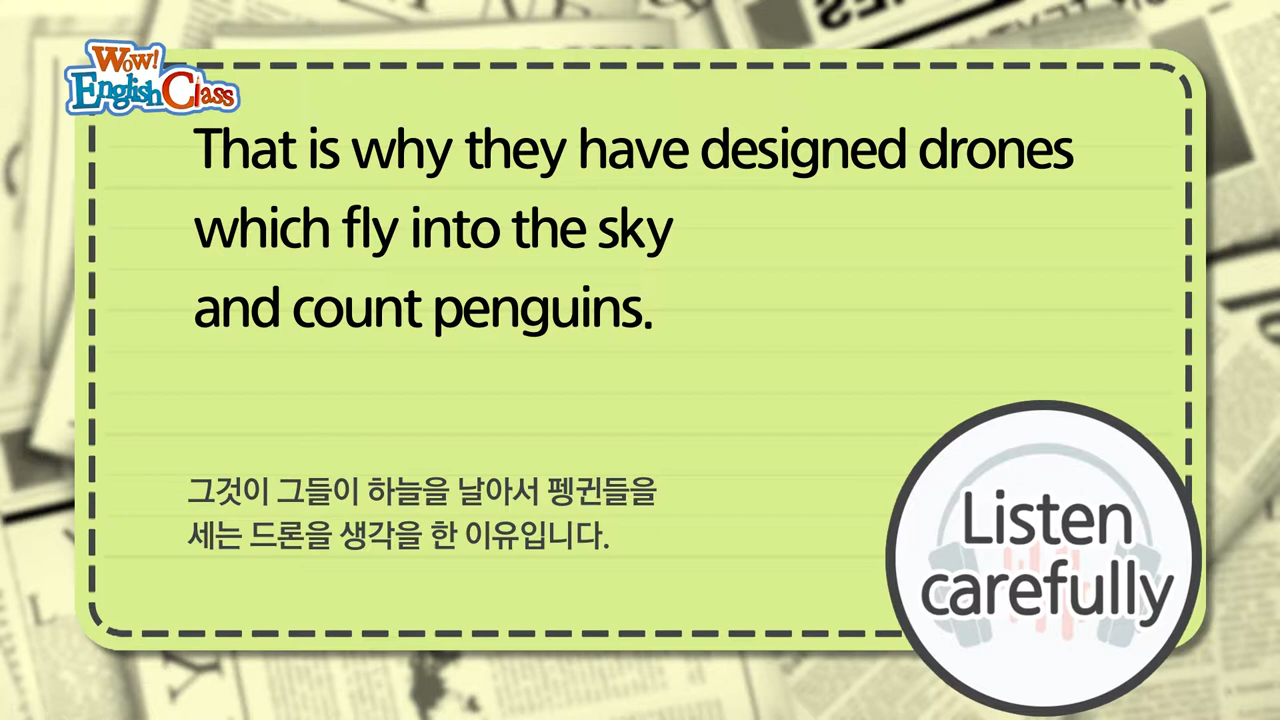 Wow!
English Class
That is why they have designed drones
which fly into the sky
and count penguins.
그것이 그들이 하늘을 날아서 펭귄들을
세는 드론을 생각을 한 이유입니다.
Listen
carefully